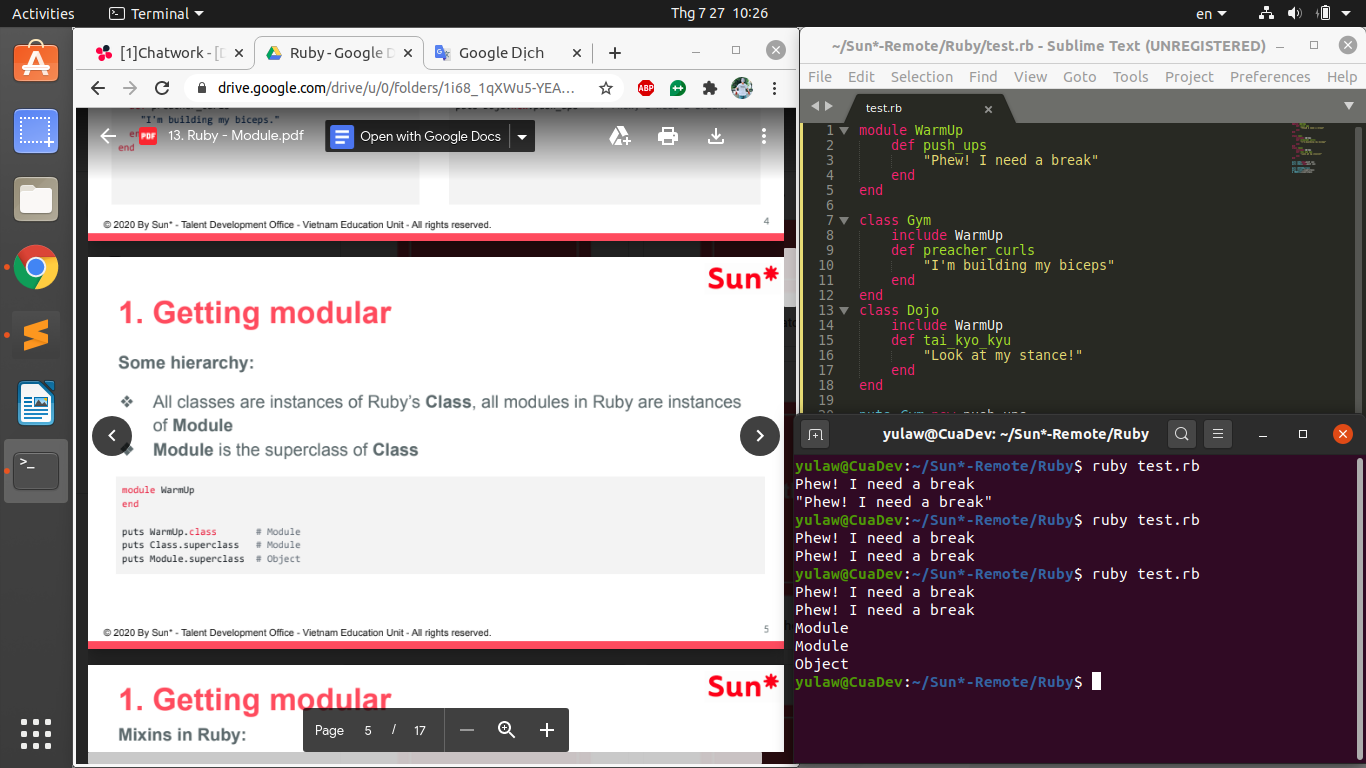 Activities
Terminal
Thg 7 27 10:26
en
[1]Chatwork - [D
Ruby - Google D
Google Dịch
drive.google.com/drive/u/0/folders/1i68_1qXWu5-YEA...
ABP
"I'm building my biceps."
end
end
PDF
13. Ruby - Module.pdf
Open with Google Docs
© 2020 By Sun* - Talent Development Office - Vietnam Education Unit - All rights reserved.
4
Sun*
1. Getting modular
Some hierarchy:
❖ All classes are instances of Ruby's Class, all modules in Ruby are instances
of Module
❖ Module is the superclass of Class
module WarmUp
end
puts WarmUp.class # Module
puts Class.superclass # Module
puts Module.superclass # Object
© 2020 By Sun* - Talent Development Office - Vietnam Education Unit - All rights reserved.
5
Sun*
1. Getting modular
Mixins in Ruby:
Page 5 / 17
~/Sun*-Remote/Ruby/test.rb - Sublime Text (UNREGISTERED)
File Edit Selection Find View Goto Tools Project Preferences Help
test.rb
1 module WarmUp
2 def push_ups
3 "Phew! I need a break"
4 end
5 end
6
7 class Gym
8 include WarmUp
9 def preacher_curls
10 "I'm building my biceps"
11 end
12 end
13 class Dojo
14 include WarmUp
15 def tai_kyo_kyu
16 "Look at my stance!"
17 end
18 end
19
20 puts Gym.new.push_ups
yulaw@CuaDev: ~/Sun*-Remote/Ruby
yulaw@CuaDev:~/Sun*-Remote/Ruby$ ruby test.rb
Phew! I need a break
"Phew! I need a break"
yulaw@CuaDev:~/Sun*-Remote/Ruby$ ruby test.rb
Phew! I need a break
Phew! I need a break
yulaw@CuaDev:~/Sun*-Remote/Ruby$ ruby test.rb
Phew! I need a break
Phew! I need a break
Module
Module
Object
yulaw@CuaDev:~/Sun*-Remote/Ruby$